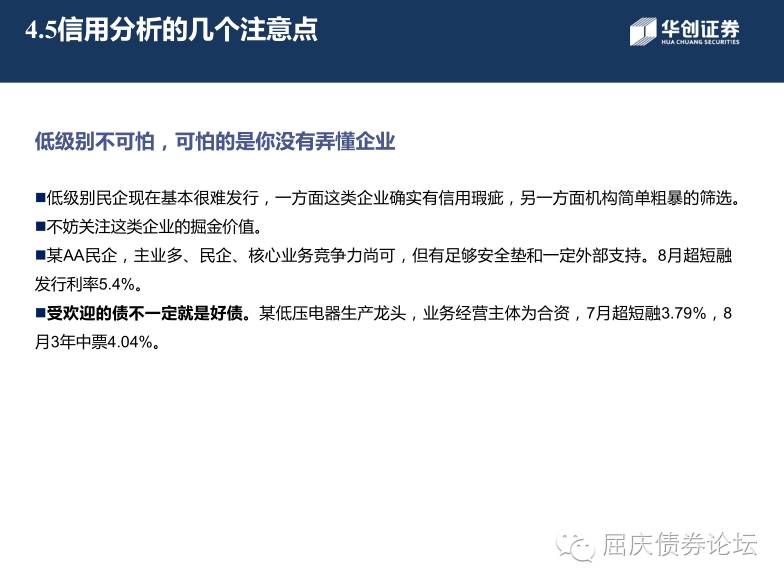 4.5信用分析的几个注意点
华创证券
HUA CHUANG SECURITIES
低级别不可怕，可怕的是你没有弄懂企业
■低级别民企现在基本很难发行，一方面这类企业确实有信用瑕疵，另一方面机构简单粗暴的筛选。
■不妨关注这类企业的掘金价值。
■某AA民企，主业多、民企、核心业务竞争力尚可，但有足够安全垫和一定外部支持。8月超短融
发行利率5.4%。
■受欢迎的债不一定就是好债。某低压电器生产龙头，业务经营主体为合资，7月超短融3.79%，8
月3年中票4.04%。
屈庆债券论坛